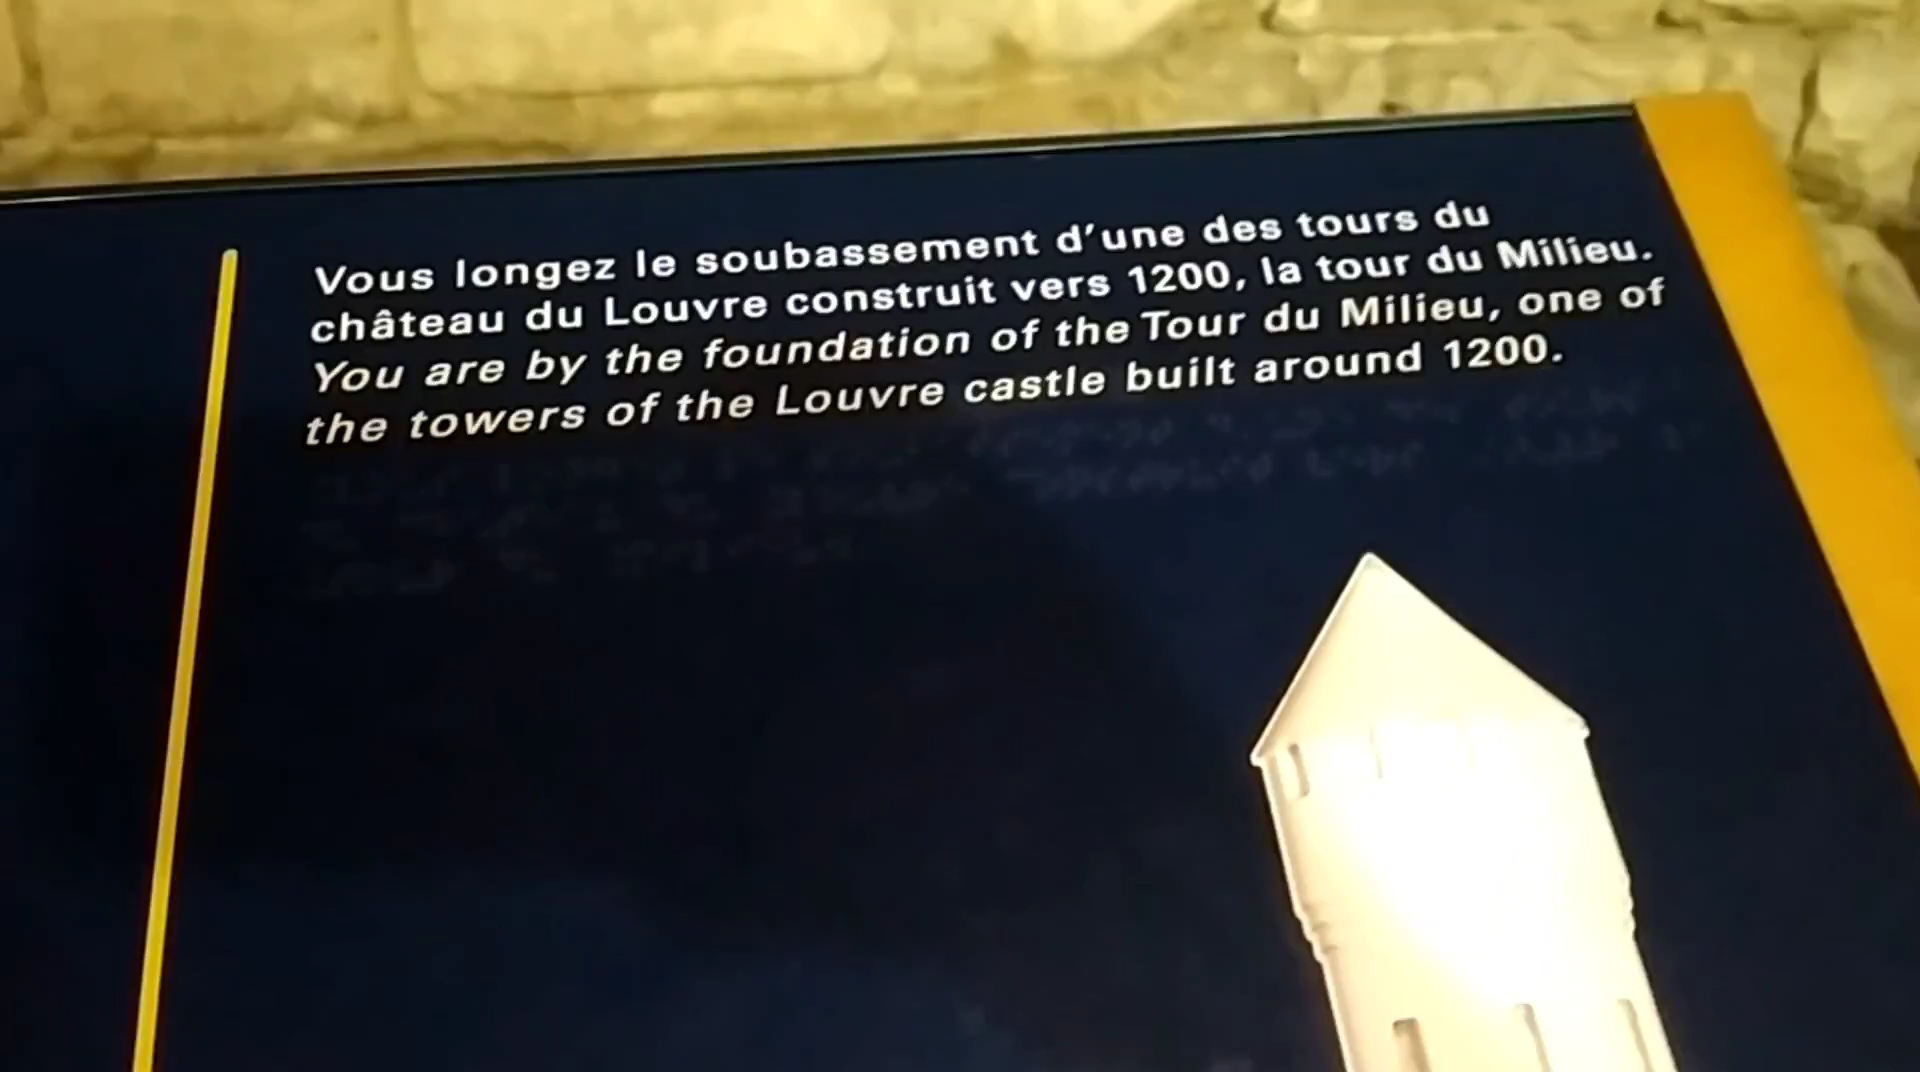 Vous longez le soubassement d'une des tours du
château du Louvre construit vers 1200, la tour du Milieu.
You are by the foundation of the Tour du Milieu, one of
the towers of the Louvre castle built around 1200.